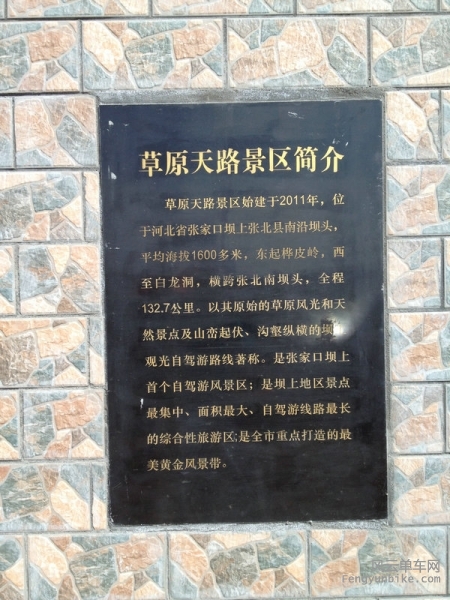 草原天路景区简介
草原天路景区始建于2011年，位
于河北省张家口坝上张北县南沿坝头，
平均海拔1600多米，东起桦皮岭，西
至白龙洞，横跨张北南坝头，全程
132.7公里。以其原始的草原风光和天
然景点及山峦起伏、沟壑纵横的坝
观光自驾游路线著称。是张家口坝上
首个自驾游风景区；是坝上地区景点
最集中、面积最大、自驾游线路最长
的综合性旅游区;是全市重点打造的最
美黄金风景带。
风云单车网
Fengyunbike.com